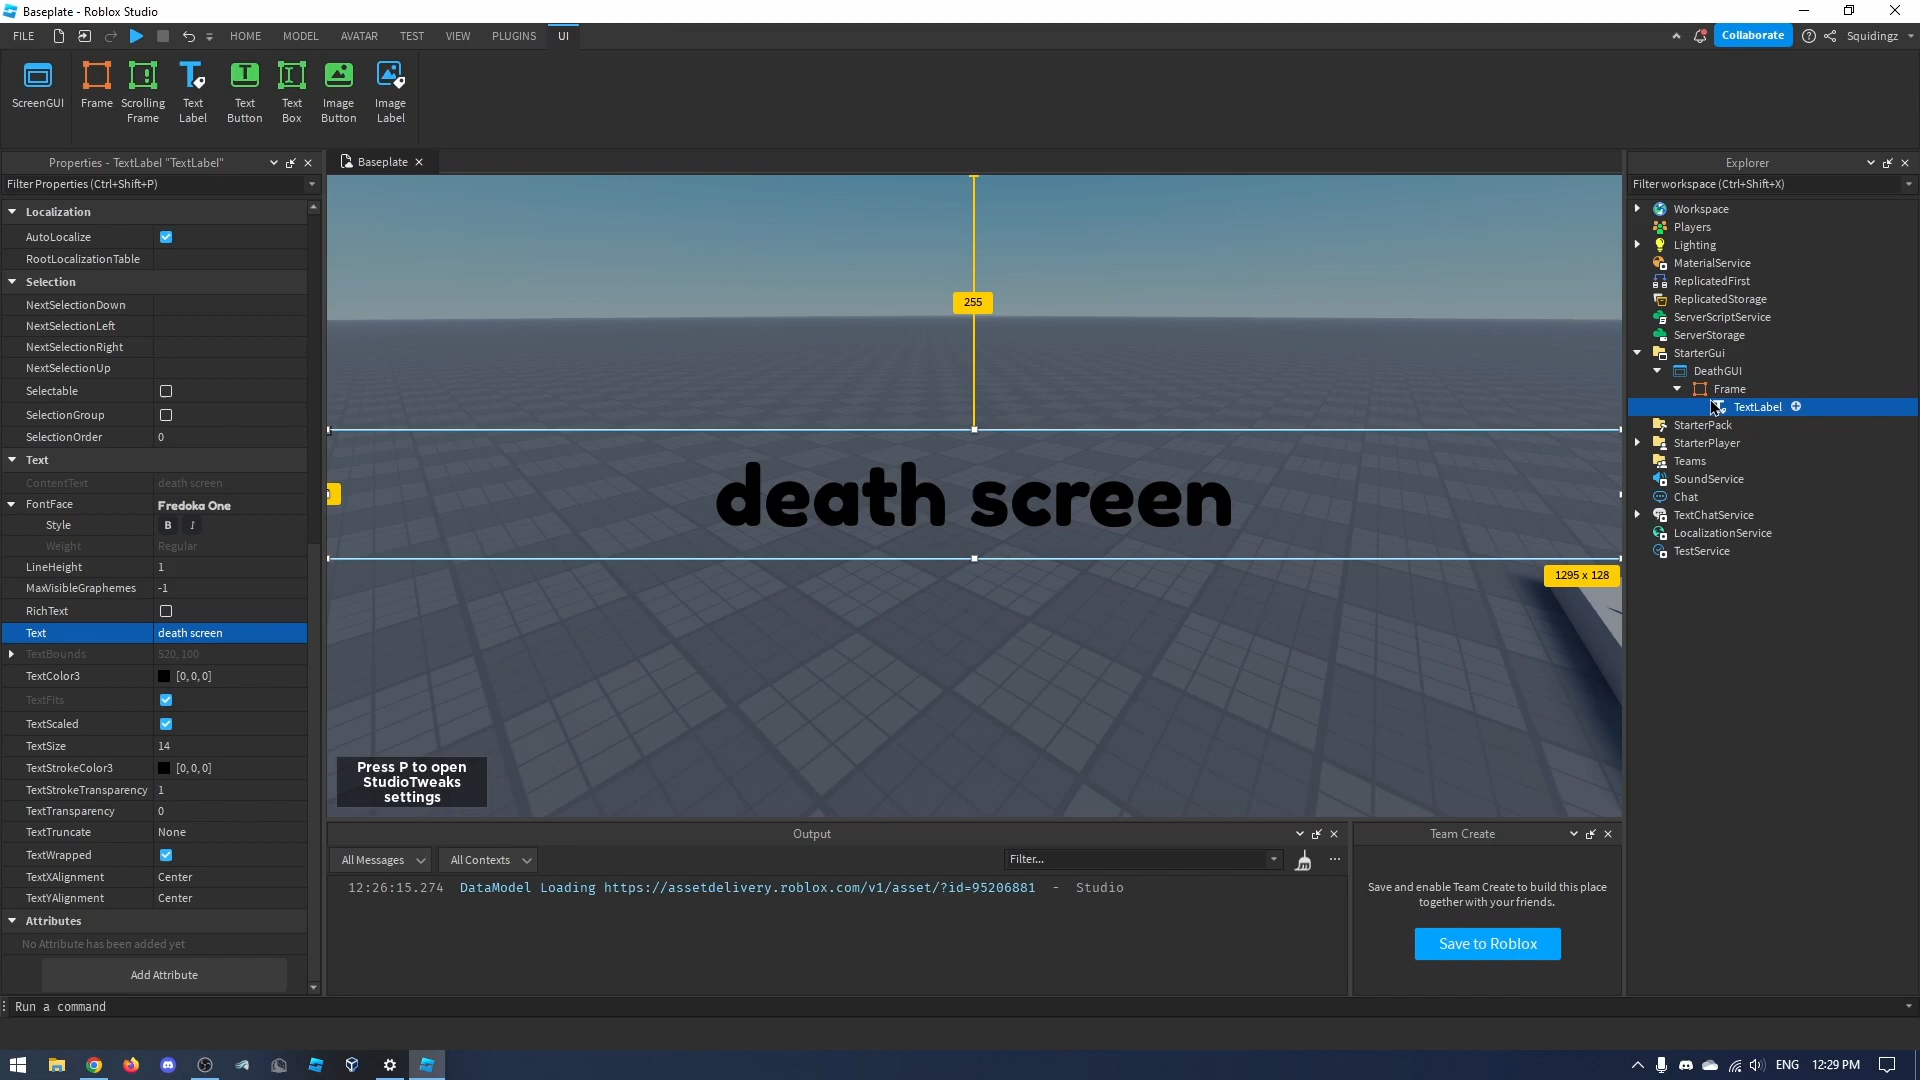 Baseplate - Roblox Studio
FILE
HOME
MODEL
AVATAR
TEST
VIEW
PLUGINS
UI
Collaborate
Squidingz
ScreenGUI
Frame
Scrolling
Frame
Text
Label
Text
Button
Text
Box
Image
Button
Image
Label
Properties - TextLabel "TextLabel"
Filter Properties (Ctrl+Shift+P)
Localization
AutoLocalize
RootLocalizationTable
Selection
NextSelectionDown
NextSelectionLeft
NextSelectionRight
NextSelectionUp
Selectable
SelectionGroup
SelectionOrder 0
Text
ContentText death screen
FontFace Fredoka One
Style B I
Weight Regular
LineHeight 1
MaxVisibleGraphemes -1
RichText
Text death screen
TextBounds 520, 100
TextColor3 [0, 0, 0]
TextFits
TextScaled
TextSize 14
TextStrokeColor3 [0, 0, 0]
TextStrokeTransparency 1
TextTransparency 0
TextTruncate None
TextWrapped
TextXAlignment Center
TextYAlignment Center
Attributes
No Attribute has been added yet
Add Attribute
Baseplate
255
death screen
1295 x 128
Press P to open
StudioTweaks
settings
Output
All Messages
All Contexts
Filter...
12:26:15.274 DataModel Loading https://assetdelivery.roblox.com/v1/asset/?id=95206881 - Studio
Team Create
Save and enable Team Create to build this place
together with your friends.
Save to Roblox
Explorer
Filter workspace (Ctrl+Shift+X)
Workspace
Players
Lighting
MaterialService
ReplicatedFirst
ReplicatedStorage
ServerScriptService
ServerStorage
StarterGui
DeathGUI
Frame
TextLabel
StarterPack
StarterPlayer
Teams
SoundService
Chat
TextChatService
LocalizationService
TestService
Run a command
ENG
12:29 PM